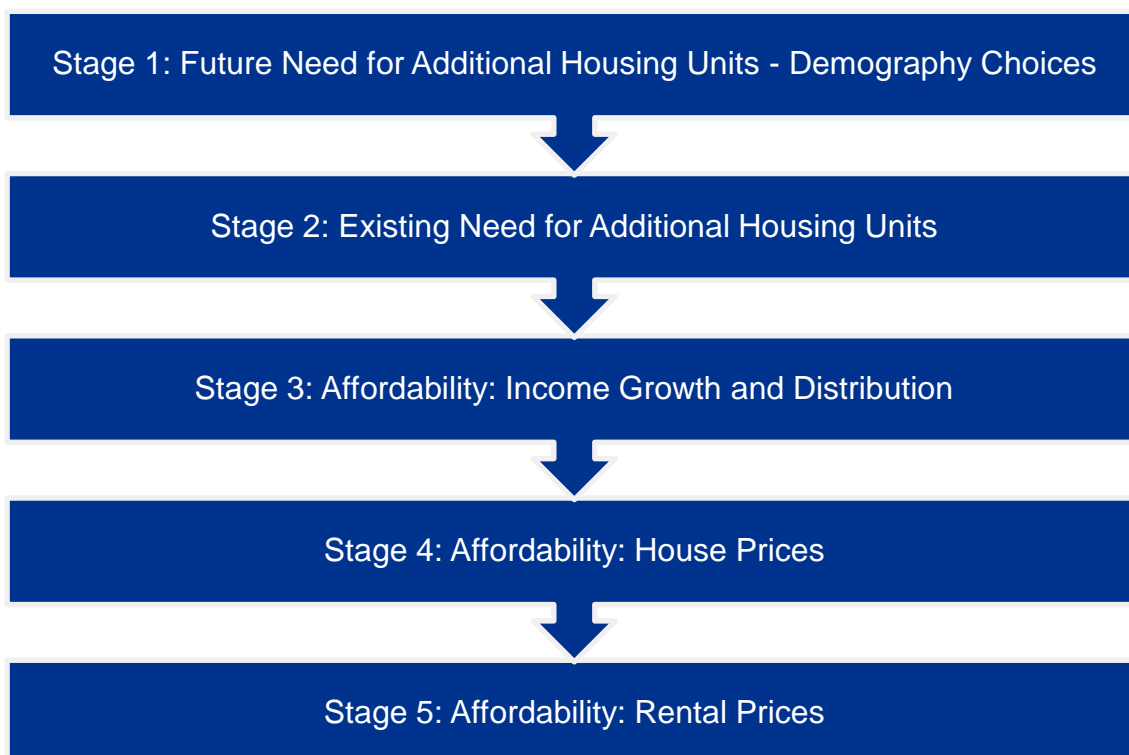 Stage 1: Future Need for Additional Housing Units - Demography Choices
Stage 2: Existing Need for Additional Housing Units
Stage 3: Affordability: Income Growth and Distribution
Stage 4: Affordability: House Prices
Stage 5: Affordability: Rental Prices